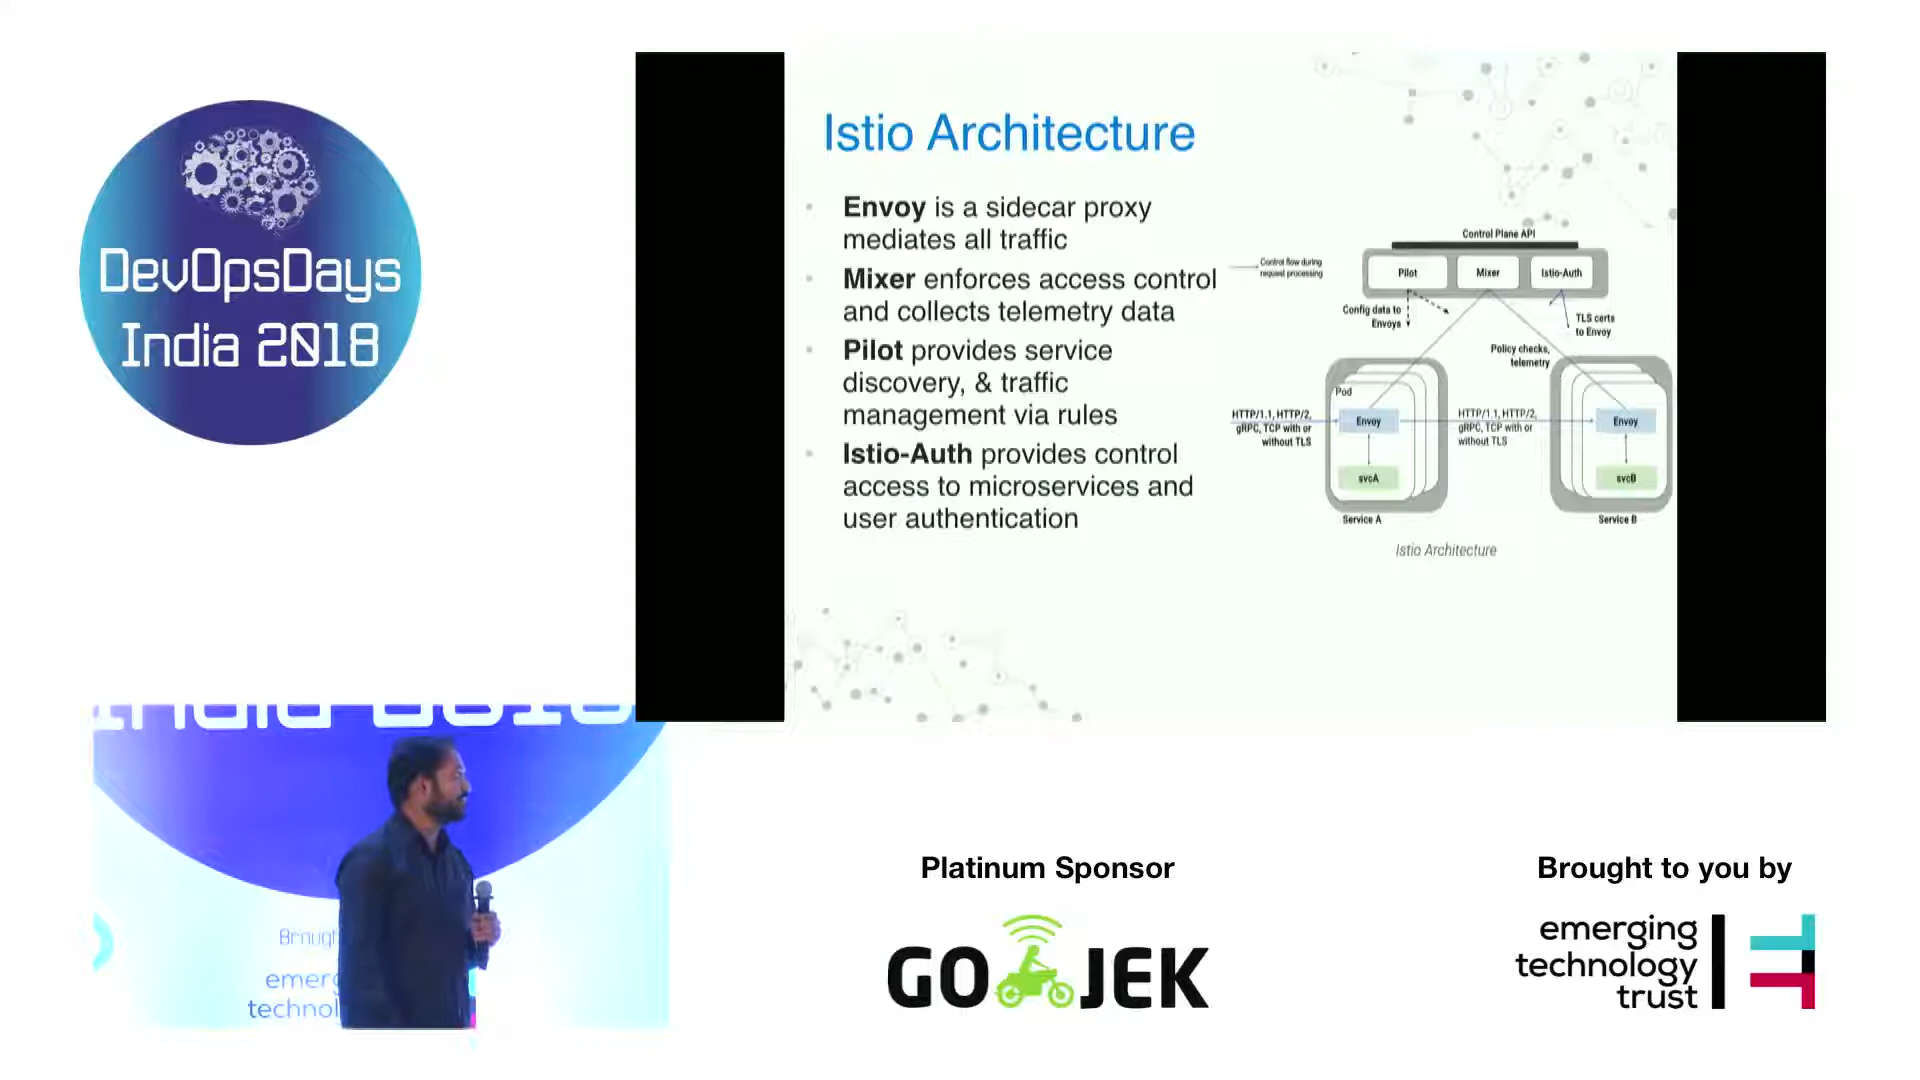 DevOpsDays
India 2018
Istio Architecture
Envoy is a sidecar proxy
mediates all traffic
Mixer enforces access control
and collects telemetry data
Pilot provides service
discovery, & traffic
management via rules
Istio-Auth provides control
access to microservices and
user authentication
Control Plane API
Control flow during
request processing
Pilot
Mixer
Istio-Auth
Config data to
Envoys
TLS certs
to Envoy
Policy checks,
telemetry
Pod
HTTP/1.1, HTTP/2,
gRPC, TCP with or
without TLS
Envoy
HTTP/1.1, HTTP/2,
gRPC, TCP with or
without TLS
Envoy
svcA
svcB
Service A
Service B
Istio Architecture
India 2018
emerg
technol
Platinum Sponsor
GO JEK
Brought to you by
emerging
technology
trust